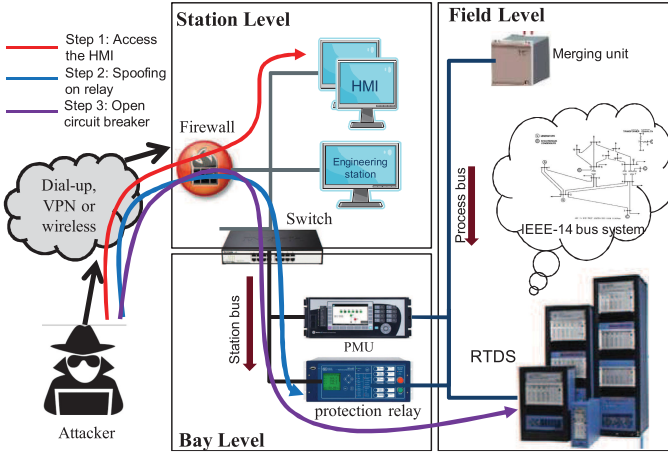 Step 1: Access
the HMI
Step 2: Spoofing
on relay
Step 3: Open
circuit breaker
Station Level
Field Level
HMI
Merging unit
Firewall
Engineering
station
Dial-up,
VPN or
wireless
Switch
Process bus
IEEE-14 bus system
Station bus
PMU
RTDS
protection relay
Attacker
Bay Level